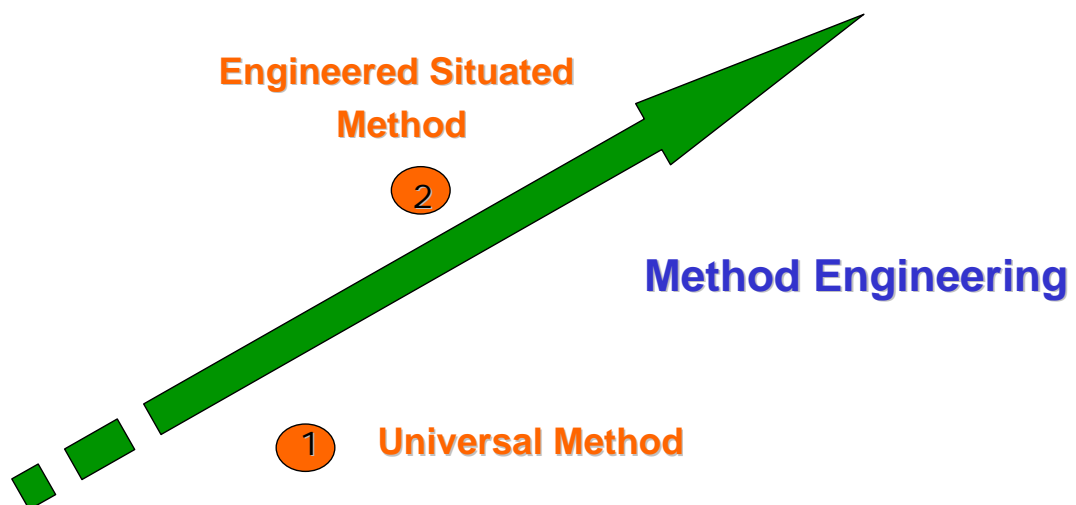 Engineered Situated
Method
2
Method Engineering
1
Universal Method